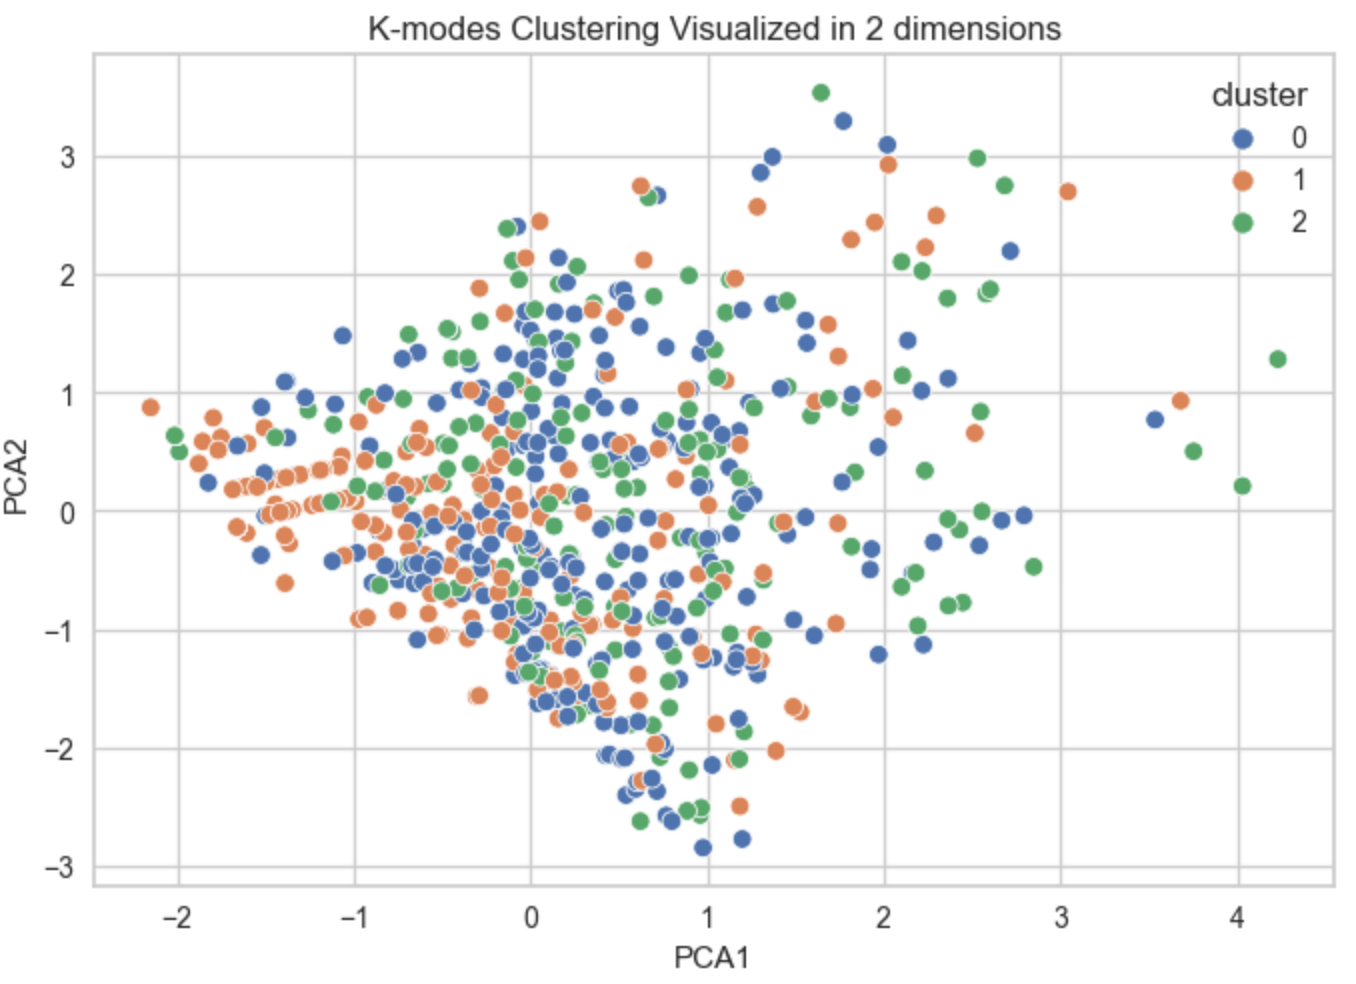 K-modes Clustering Visualized in 2 dimensions
cluster
0
1
2
3
2
1
0
−1
−2
−3
PCA2
−2 −1 0 1 2 3 4
PCA1